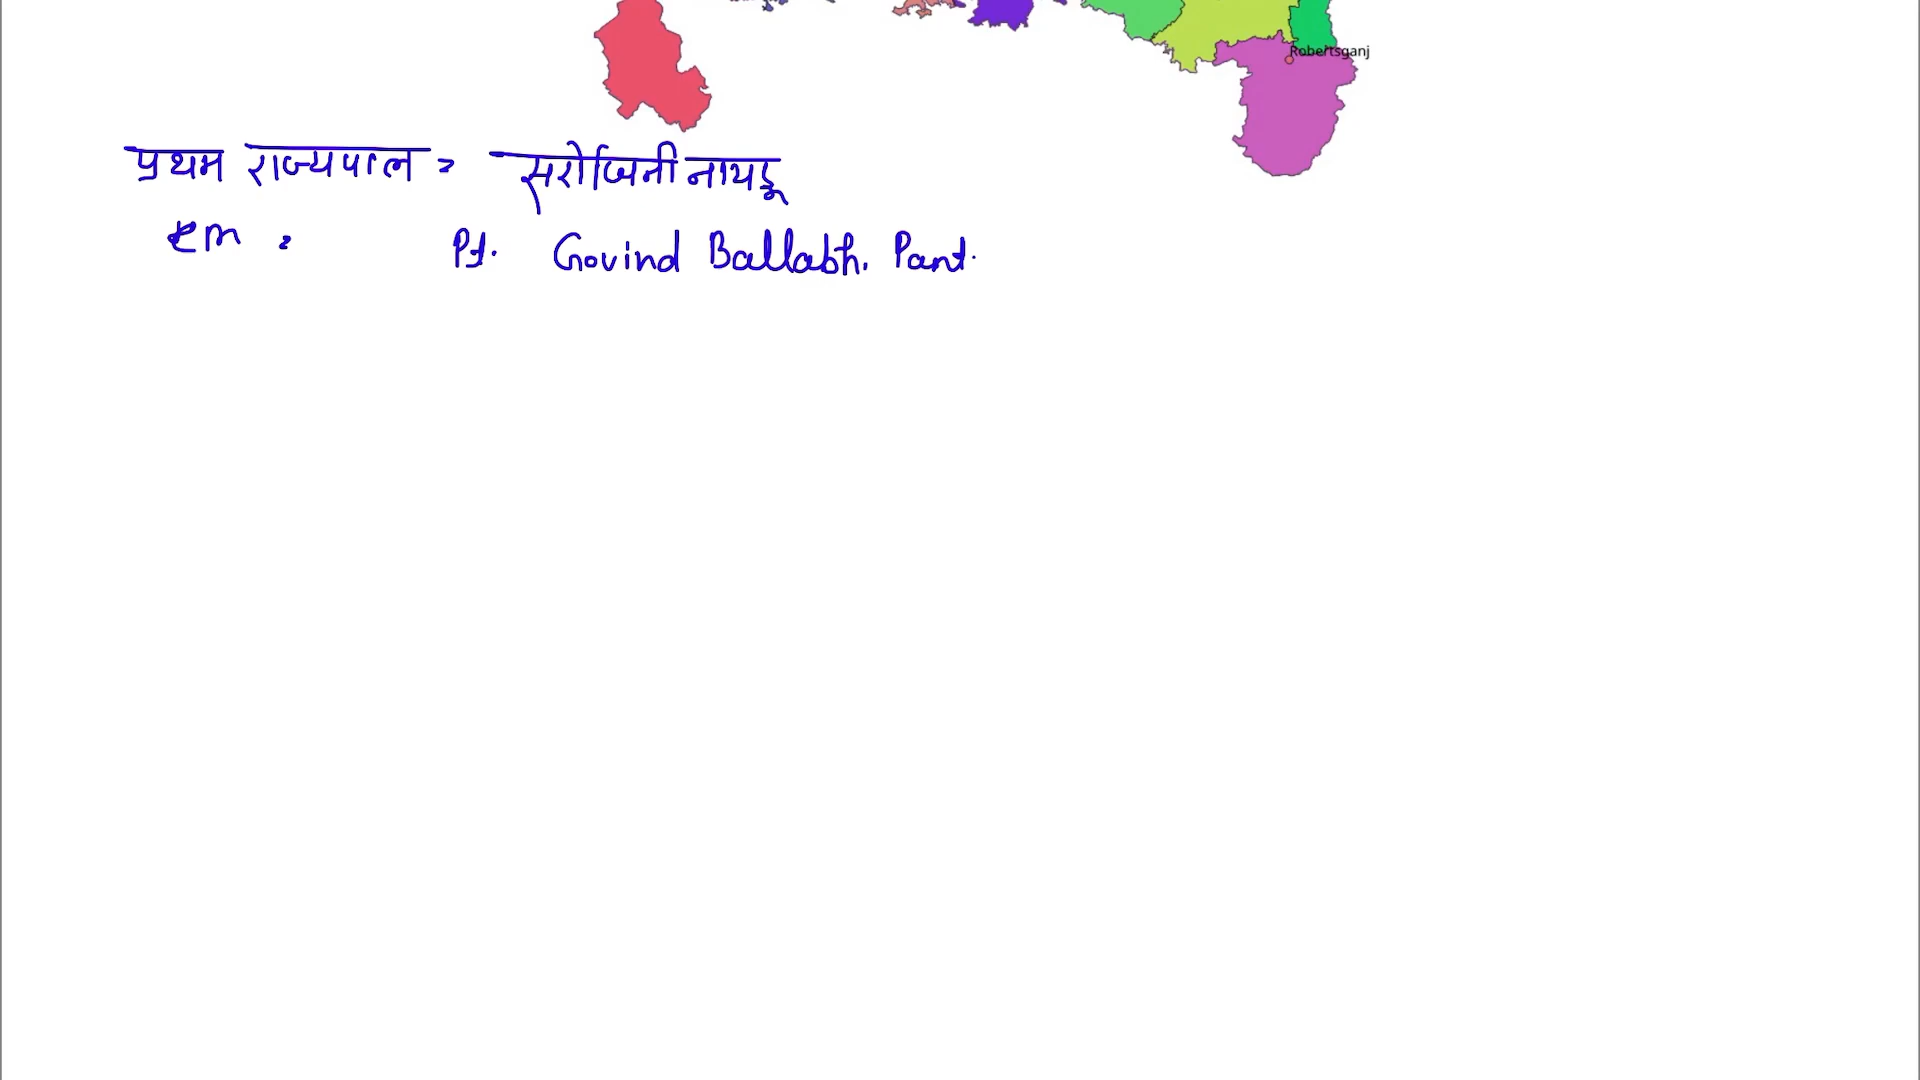 Robertsganj
प्रथम राज्यपाल = सरोजिनी नायडू
CM = Pt. Govind Ballabh. Pant.